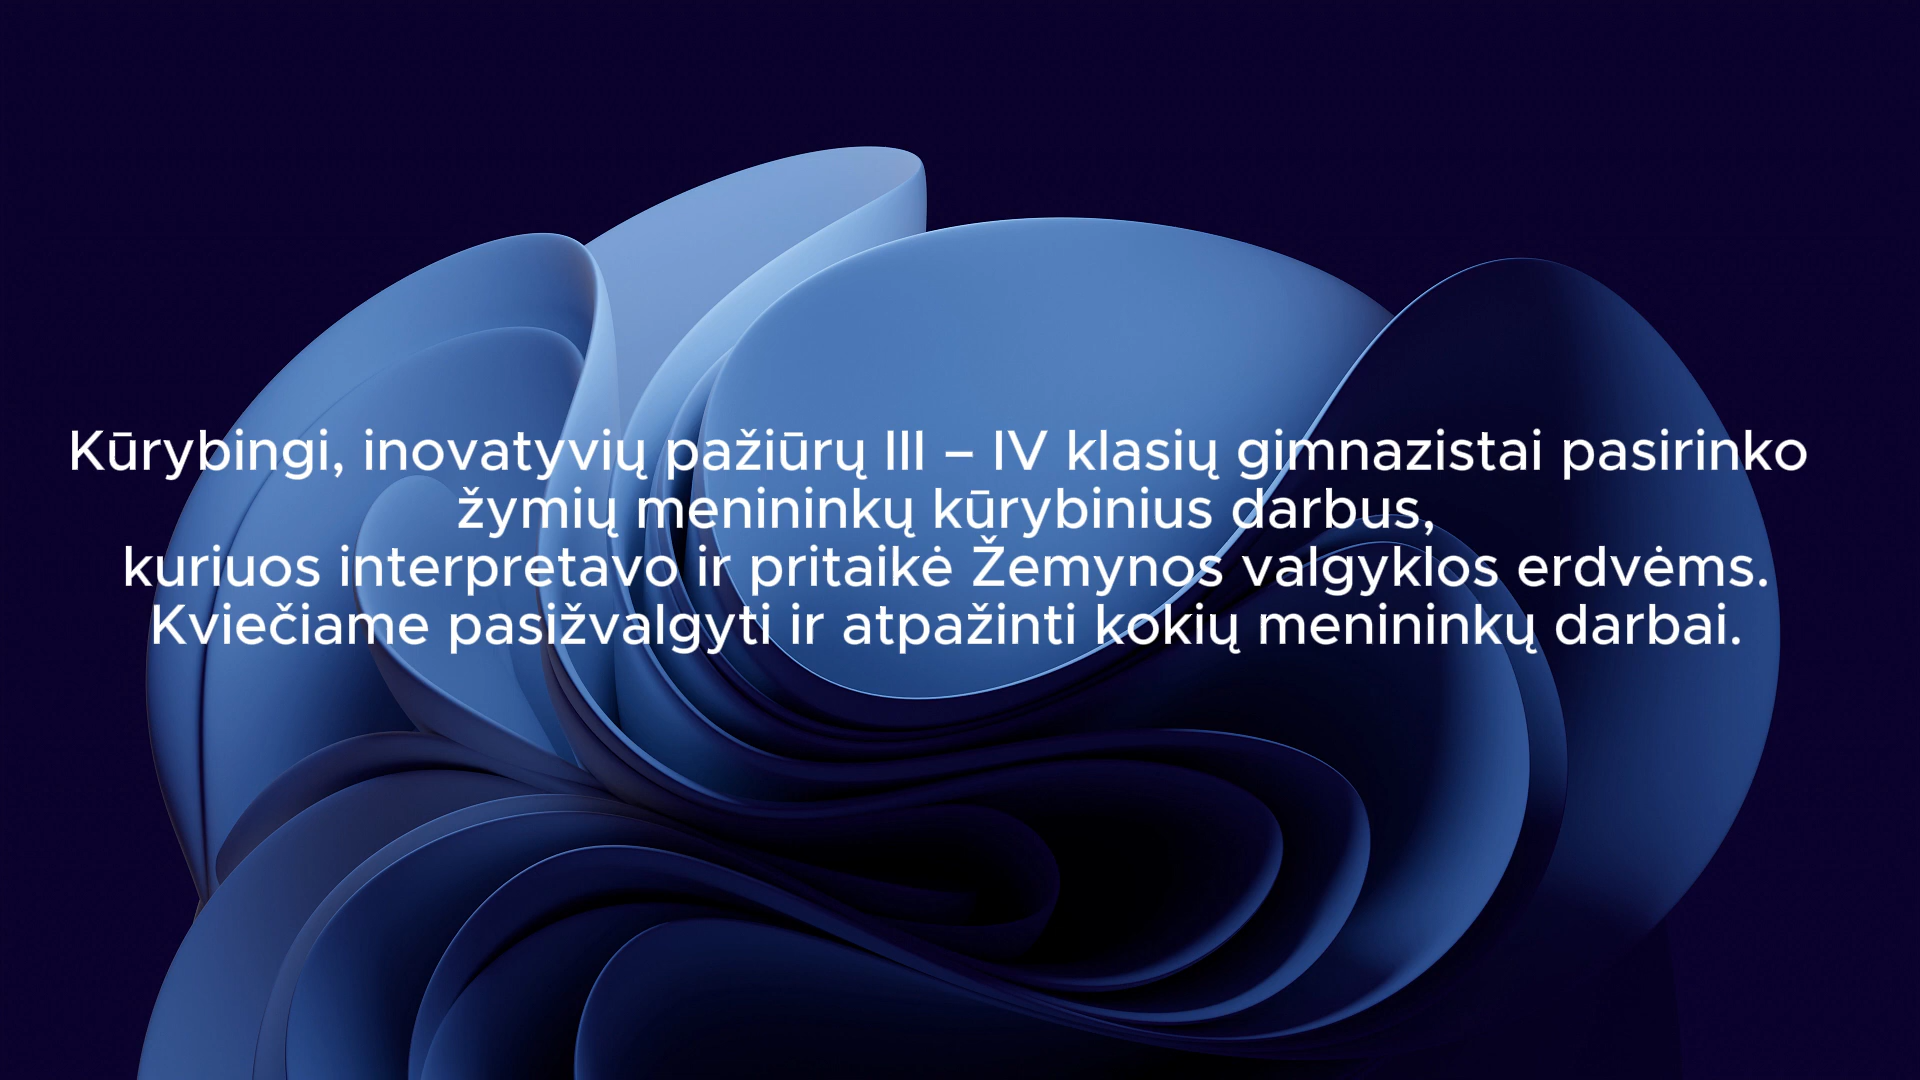 Kūrybingi, inovatyvių pažiūrų III – IV klasių gimnazistai pasirinko
žymių menininkų kūrybinius darbus,
kuriuos interpretavo ir pritaikė Žemynos valgyklos erdvėms.
Kviečiame pasižvalgyti ir atpažinti kokių menininkų darbai.